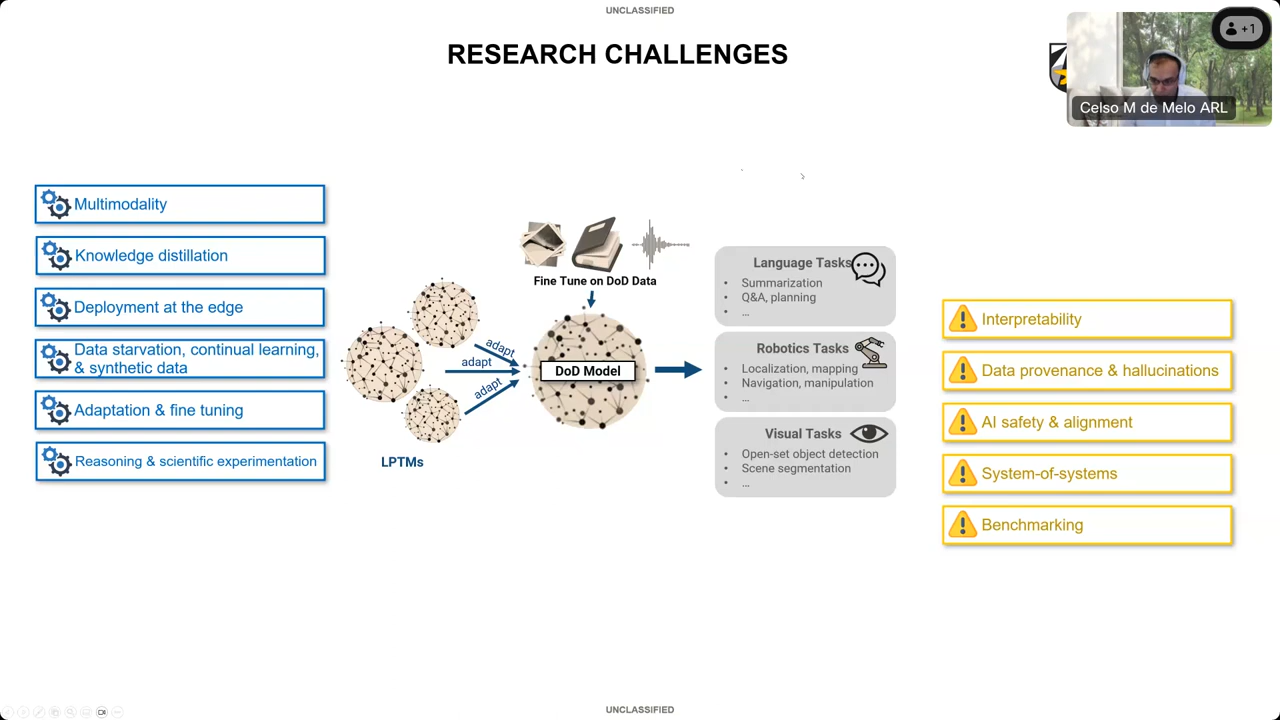 UNCLASSIFIED
RESEARCH CHALLENGES
+1
Celso M de Melo ARL
Multimodality
Knowledge distillation
Deployment at the edge
Data starvation, continual learning,
& synthetic data
Adaptation & fine tuning
Reasoning & scientific experimentation
Fine Tune on DoD Data
adapt
adapt
adapt
DoD Model
LPTMs
Language Tasks
• Summarization
• Q&A, planning
• ...
Robotics Tasks
• Localization, mapping
• Navigation, manipulation
• ...
Visual Tasks
• Open-set object detection
• Scene segmentation
• ...
Interpretability
Data provenance & hallucinations
AI safety & alignment
System-of-systems
Benchmarking
UNCLASSIFIED